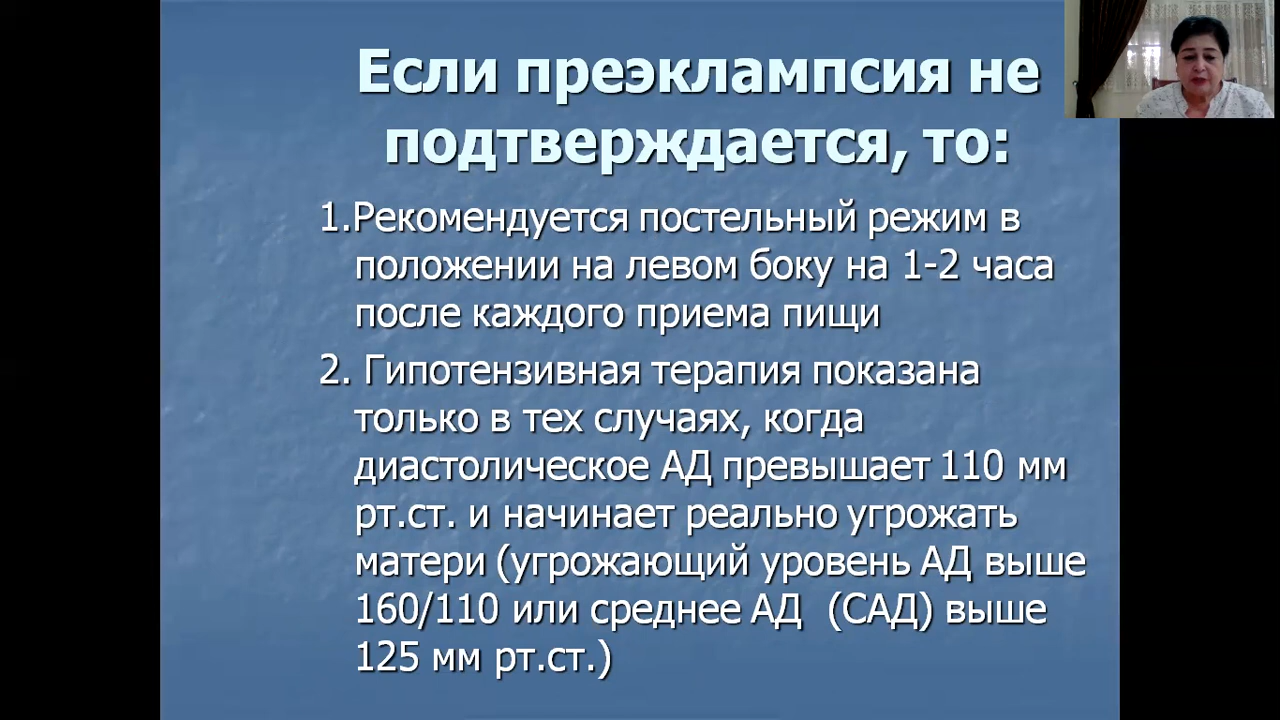 Если преэклампсия не
подтверждается, то:
1.Рекомендуется постельный режим в
положении на левом боку на 1-2 часа
после каждого приема пищи
2. Гипотензивная терапия показана
только в тех случаях, когда
диастолическое АД превышает 110 мм
рт.ст. и начинает реально угрожать
матери (угрожающий уровень АД выше
160/110 или среднее АД (САД) выше
125 мм рт.ст.)